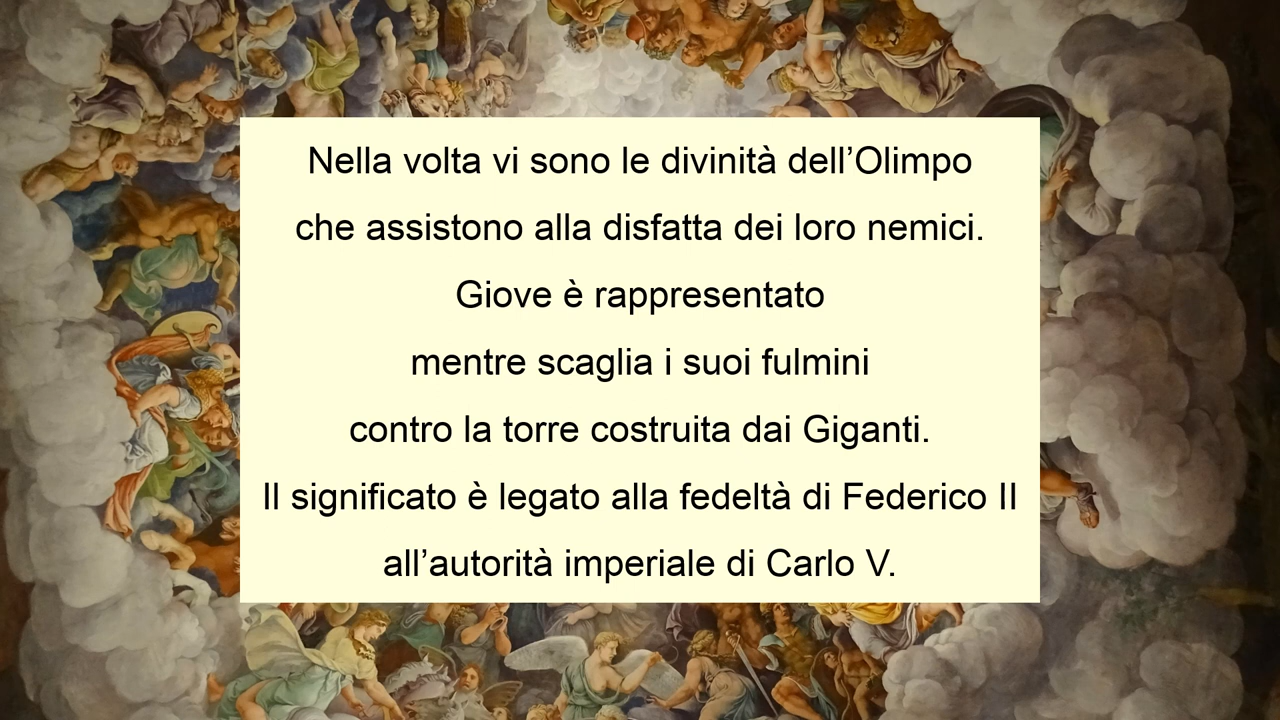 Nella volta vi sono le divinità dell’Olimpo
che assistono alla disfatta dei loro nemici.
Giove è rappresentato
mentre scaglia i suoi fulmini
contro la torre costruita dai Giganti.
Il significato è legato alla fedeltà di Federico II
all’autorità imperiale di Carlo V.